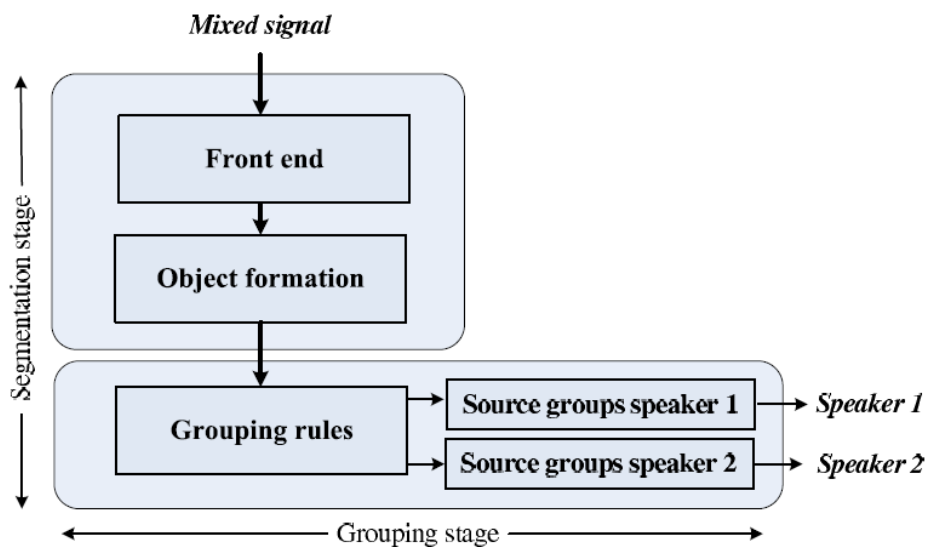 Mixed signal
Front end
Object formation
Segmentation stage
Grouping rules
Source groups speaker 1
Speaker 1
Source groups speaker 2
Speaker 2
Grouping stage